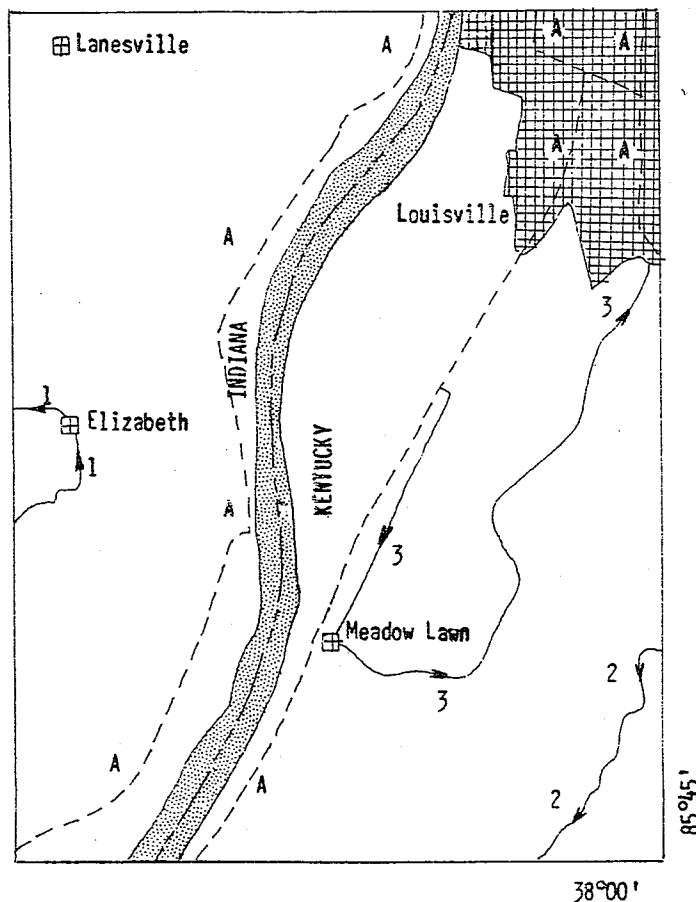 Lanesville
A
A
A
A
A
Louisville
A
3
INDIANA
1
Elizabeth
KENTUCKY
1
A
3
Meadow Lawn
2
3
A
A
2
85°45'
38°00'